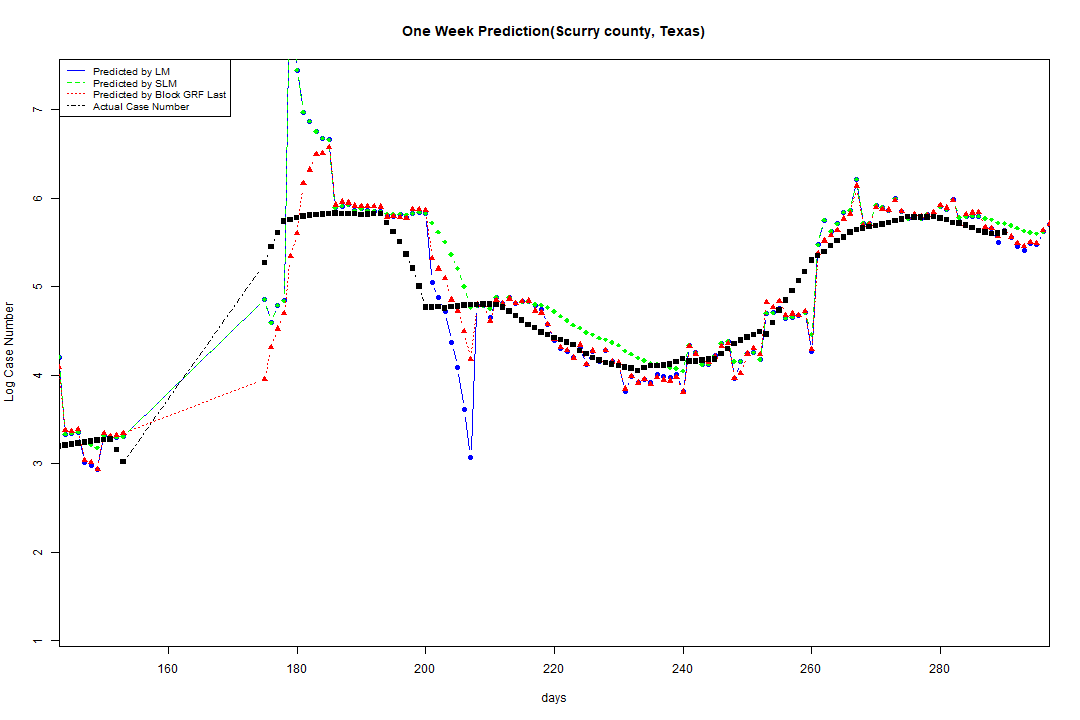 One Week Prediction(Scurry county, Texas)
Predicted by LM
Predicted by SLM
Predicted by Block GRF Last
Actual Case Number
Log Case Number
7
6
5
4
3
2
1
160 180 200 220 240 260 280
days